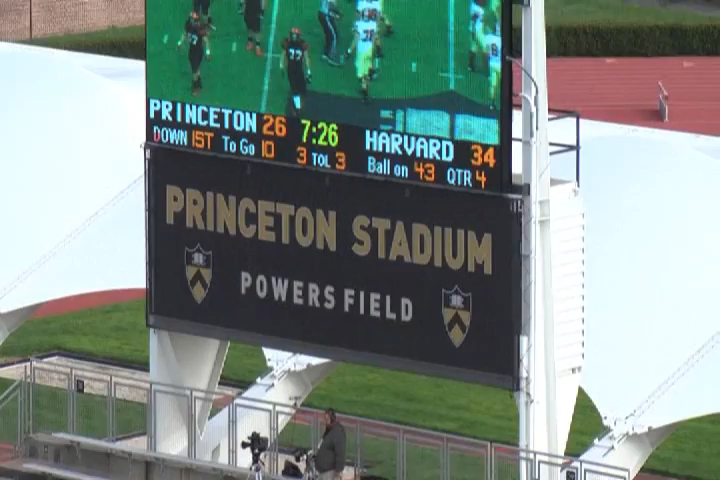 PRINCETON 26 7:26 HARVARD 34
DOWN 1ST To Go 10 3 TOL 3 Ball on 43 QTR 4
PRINCETON STADIUM
POWERS FIELD